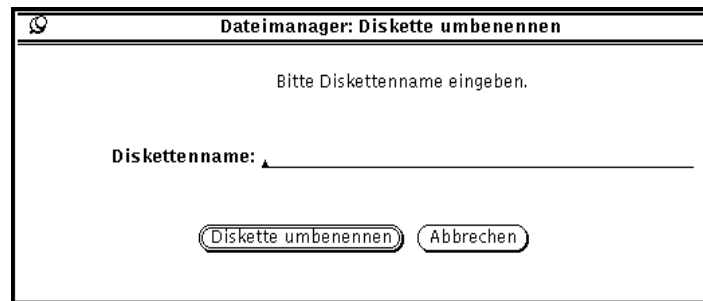 Dateimanager: Diskette umbenennen
Bitte Diskettenname eingeben.
Diskettenname:
Diskette umbenennen Abbrechen